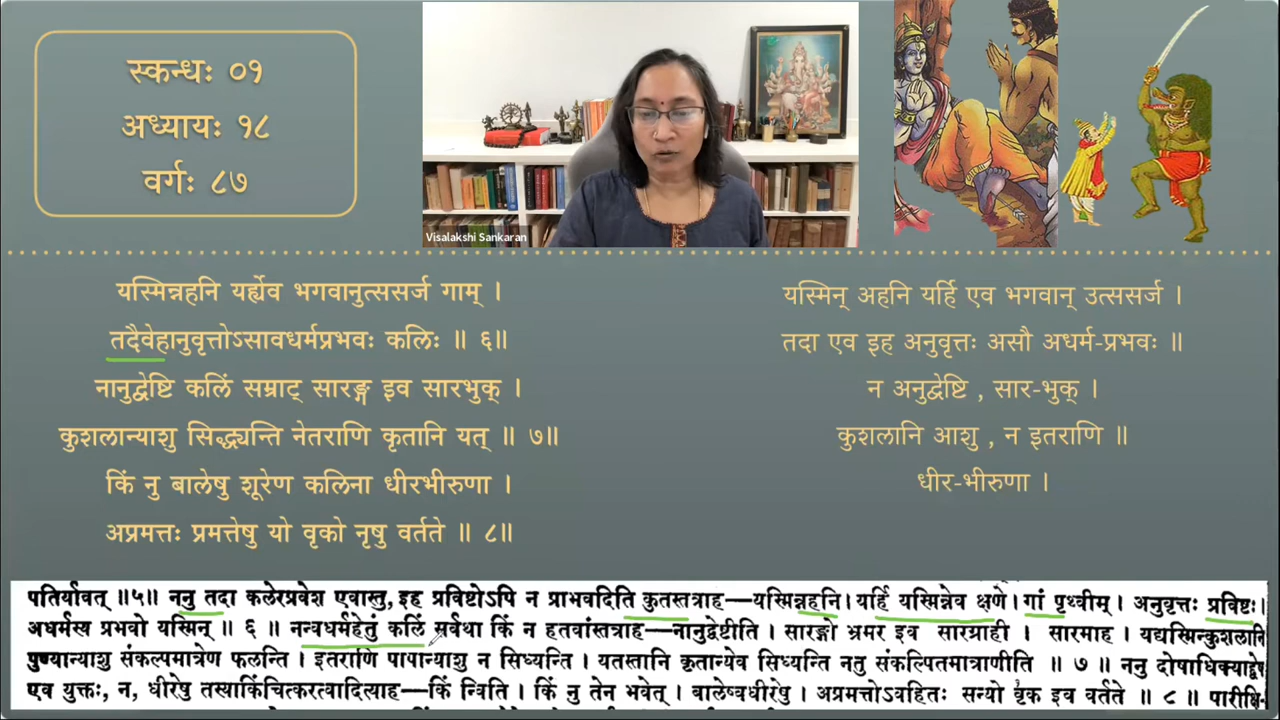 स्कन्धः ०१
अध्यायः १८
वर्गः ८७
Visalakshi Sankaran
यस्मिन्नहनि यर्ह्येव भगवानुत्ससर्ज गाम् ।
तदैवेहानुवृत्तोऽसावधर्मप्रभवः कलिः ॥ ६॥
नानुद्वेष्टि कलिं सम्राट् सारङ्ग इव सारभुक् ।
कुशलान्याशु सिद्ध्यन्ति नेतराणि कृतानि यत् ॥ ७॥
किं नु बालेषु शूरेण कलिना धीरभीरुणा ।
अप्रमत्तः प्रमत्तेषु यो वृको नृषु वर्तते ॥ ८॥
यस्मिन् अहनि यर्हि एव भगवान् उत्ससर्ज ।
तदा एव इह अनुवृत्तः असौ अधर्म-प्रभवः ॥
न अनुद्वेष्टि , सार-भुक् ।
कुशलानि आशु , न इतराणि ॥
धीर-भीरुणा ।
पतिर्यावत् ॥५॥ ननु तदा कलेरप्रवेश एवास्तु, इह प्रविष्टोऽपि न प्राभवदिति कुतस्तत्राह—यस्मिन्नहनि। यर्हि यस्मिन्नेव क्षणे। गां पृथ्वीम्। अनुवृत्तः प्रविष्टः।
अधर्मस्य प्रभवो यस्मिन् ॥ ६ ॥ नन्वधर्महेतुं कलिं सर्वथा किं न हतवांस्तत्राह—नानुद्वेष्टीति । सारङ्गो भ्रमर इव सारग्राही । सारमाह। यद्यस्मिन्कुशलानि
पुण्यान्याशु संकल्पमात्रेण फलन्ति । इतराणि पापान्याशु न सिध्यन्ति । यतस्तानि कृतान्येव सिध्यन्ति नतु संकल्पितमात्राणीति ॥ ७ ॥ ननु दोषाधिक्याद्द्वेष
एव युक्तः, न, धीरेषु तस्याकिंचित्करत्वादित्याह—किं न्विति । किं नु तेन भवेत् । बालेष्वधीरेषु । अप्रमत्तोऽवहितः सन्यो वृक इव वर्तते ॥ ८ ॥ पारीक्षि-